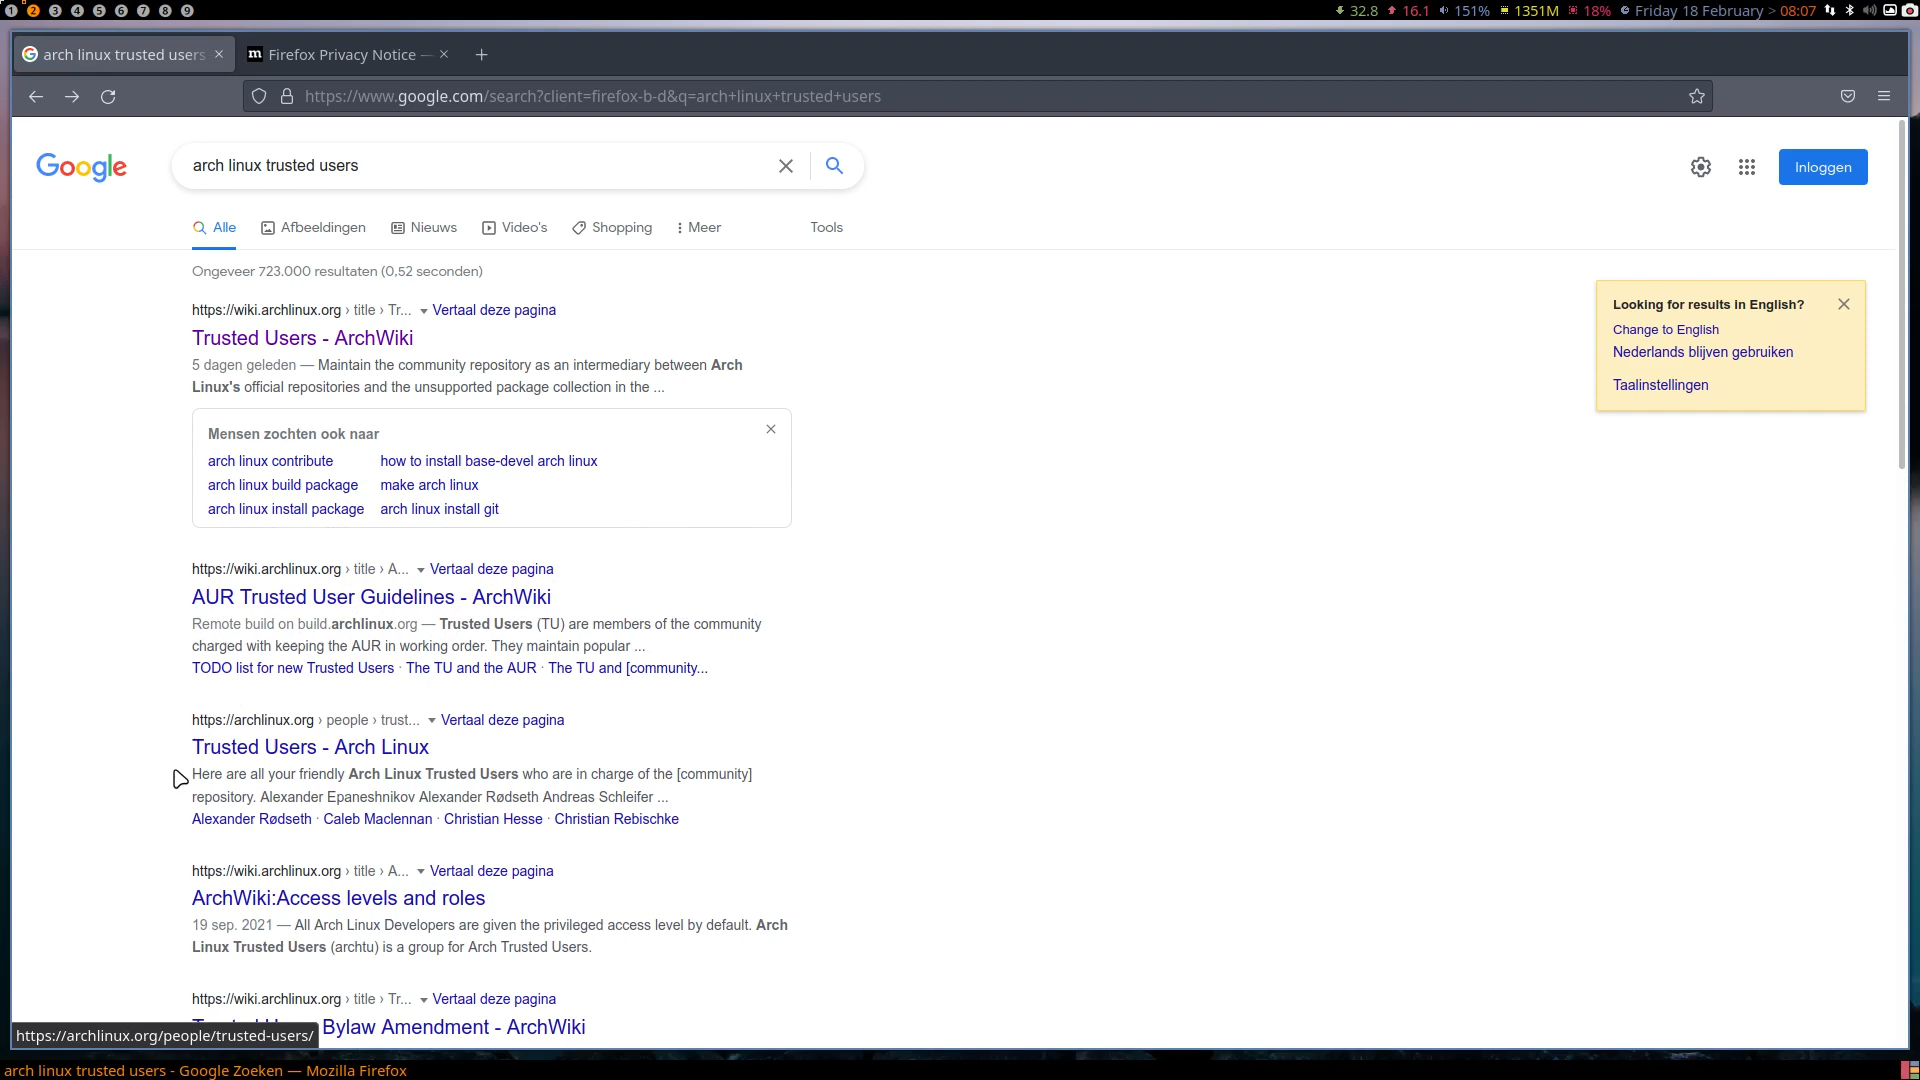 1 2 3 4 5 6 7 8 9
32.8 16.1 151% 1351M 18% Friday 18 February > 08:07
arch linux trusted users
Firefox Privacy Notice —
https://www.google.com/search?client=firefox-b-d&q=arch+linux+trusted+users
Google
arch linux trusted users
Inloggen
Alle Afbeeldingen Nieuws Video's Shopping Meer Tools
Ongeveer 723.000 resultaten (0,52 seconden)
https://wiki.archlinux.org › title › Tr... Vertaal deze pagina
Trusted Users - ArchWiki
5 dagen geleden — Maintain the community repository as an intermediary between Arch
Linux's official repositories and the unsupported package collection in the ...
Looking for results in English?
Change to English
Nederlands blijven gebruiken
Taalinstellingen
Mensen zochten ook naar
arch linux contribute how to install base-devel arch linux
arch linux build package make arch linux
arch linux install package arch linux install git
https://wiki.archlinux.org › title › A... Vertaal deze pagina
AUR Trusted User Guidelines - ArchWiki
Remote build on build.archlinux.org — Trusted Users (TU) are members of the community
charged with keeping the AUR in working order. They maintain popular ...
TODO list for new Trusted Users · The TU and the AUR · The TU and [community...
https://archlinux.org › people › trust... Vertaal deze pagina
Trusted Users - Arch Linux
Here are all your friendly Arch Linux Trusted Users who are in charge of the [community]
repository. Alexander Epaneshnikov Alexander Rødseth Andreas Schleifer ...
Alexander Rødseth · Caleb Maclennan · Christian Hesse · Christian Rebischke
https://wiki.archlinux.org › title › A... Vertaal deze pagina
ArchWiki:Access levels and roles
19 sep. 2021 — All Arch Linux Developers are given the privileged access level by default. Arch
Linux Trusted Users (archtu) is a group for Arch Trusted Users.
https://wiki.archlinux.org › title › Tr... Vertaal deze pagina
Bylaw Amendment - ArchWiki
https://archlinux.org/people/trusted-users/
arch linux trusted users - Google Zoeken — Mozilla Firefox